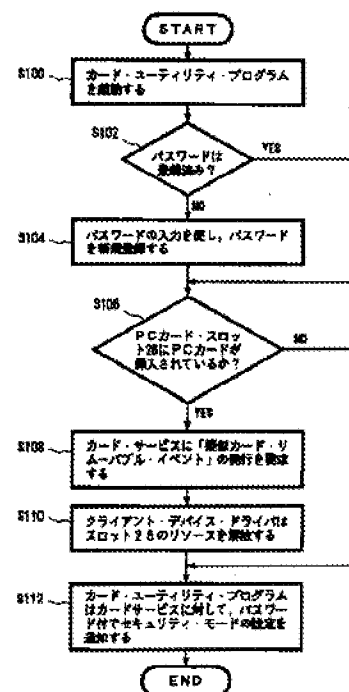 START
S100
カード・ユーティリティ・プログラム
を起動する
S102
YES
パスワードは
登録済み?
NO
S104
パスワードの入力を促し、パスワード
を新規登録する
S106
PCカード・スロッ
ト26にPCカードが
挿入されているか?
NO
YES
S108
カード・サービスに「擬似カード・リ
ムーバブル・イベント」の発行を要求
する
S110
クライアント・デバイス・ドライバは
スロット26のリソースを解放する
S112
カード・ユーティリティ・プログラム
はカードサービスに対して、パスワー
ド付でセキュリティ・モードの設定を
通知する
END